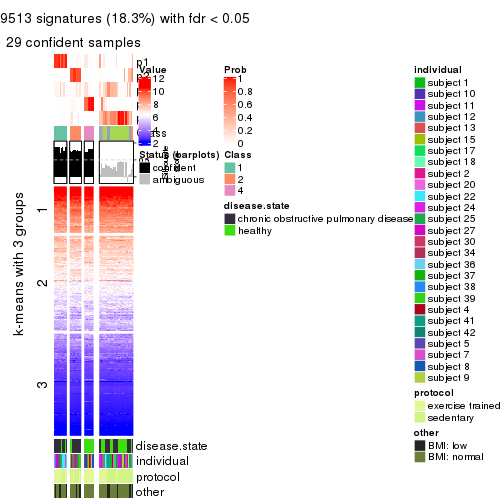 9513 signatures (18.3%) with fdr < 0.05
29 confident samples
k-means with 3 groups
1
2
3
p1
Value
12
10
8
6
4
2
Prob
1
0.8
0.6
0.4
0.2
0
Status (barplots)
confident
ambiguous
Class
1
2
4
disease.state
chronic obstructive pulmonary disease
healthy
disease.state
individual
protocol
other
individual
subject 1
subject 10
subject 11
subject 12
subject 13
subject 15
subject 17
subject 18
subject 2
subject 20
subject 22
subject 24
subject 25
subject 27
subject 30
subject 34
subject 36
subject 37
subject 38
subject 39
subject 4
subject 41
subject 42
subject 5
subject 7
subject 8
subject 9
protocol
exercise trained
sedentary
other
BMI: low
BMI: normal